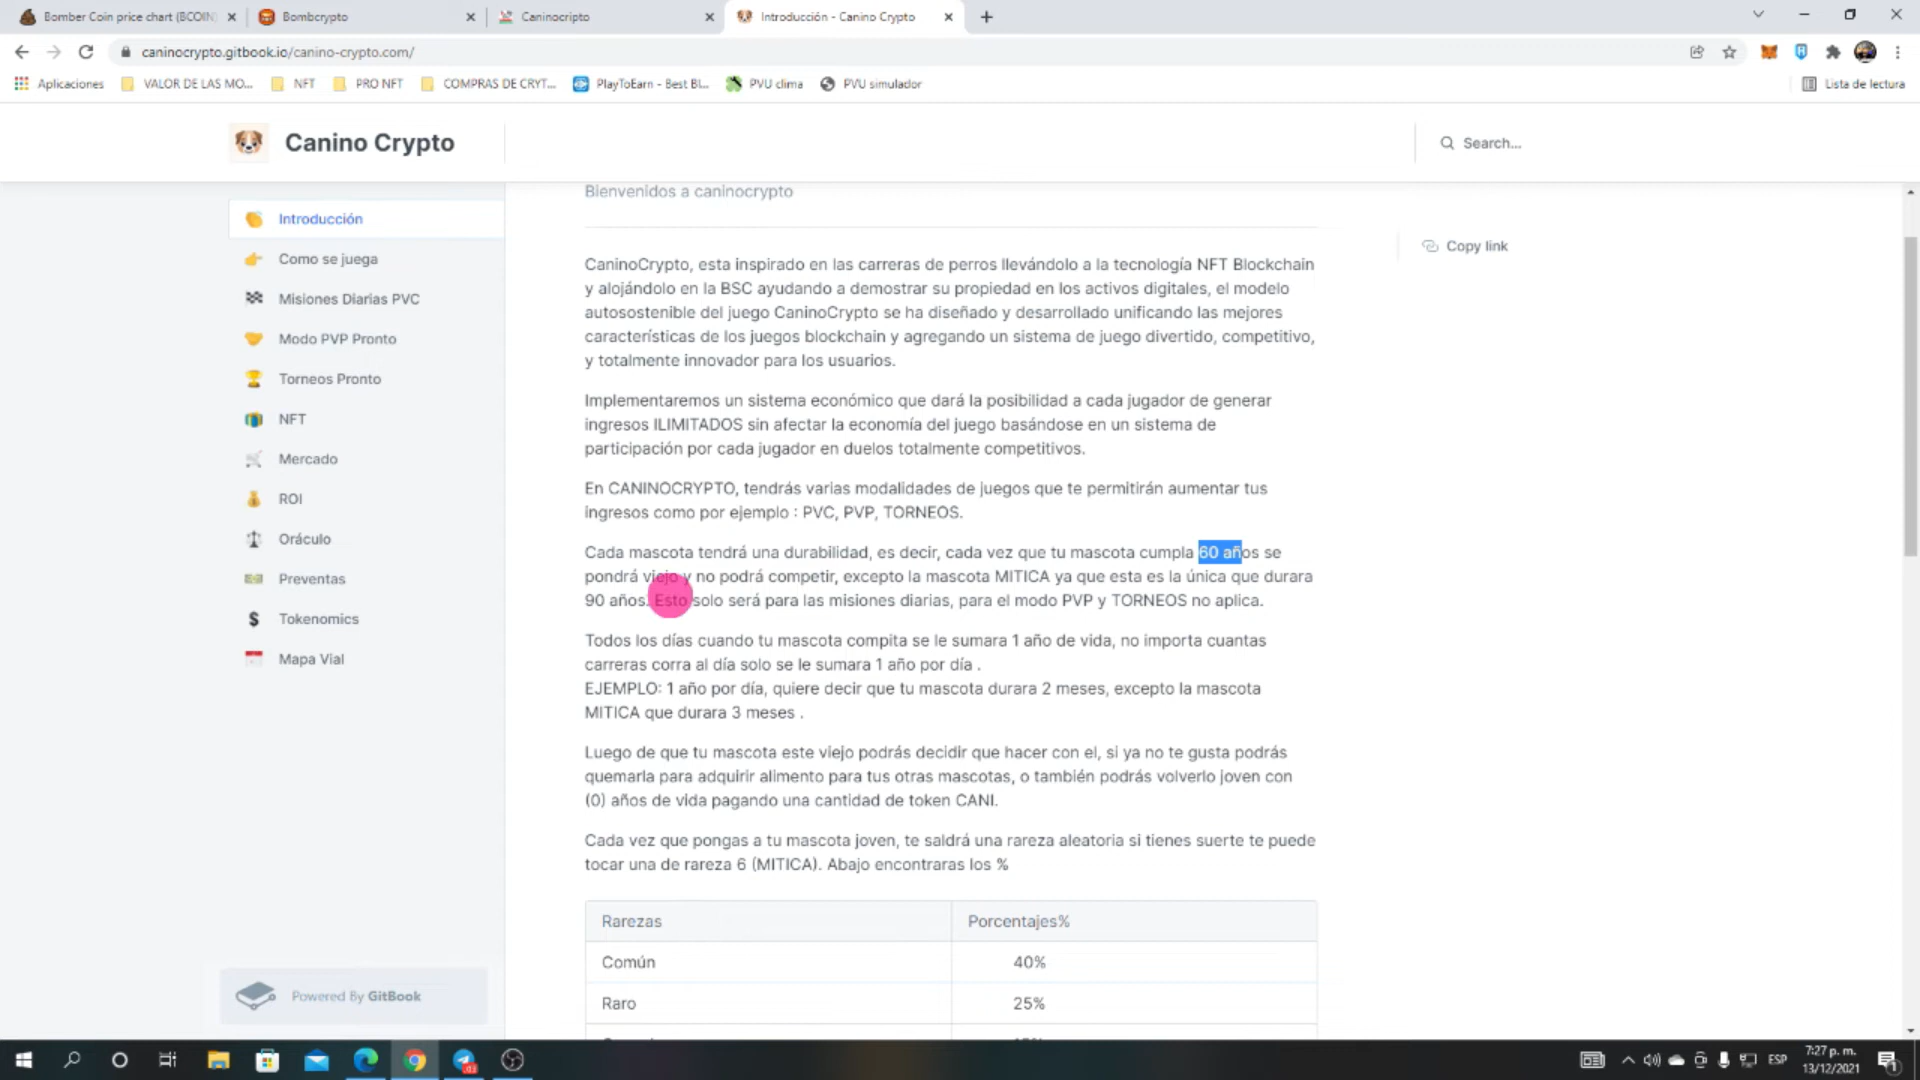 Bomber Coin price chart (BCOIN)
Bombcrypto
Caninocripto
Introducción - Canino Crypto
caninocrypto.gitbook.io/canino-crypto.com/
Aplicaciones
VALOR DE LAS MO...
NFT
PRO NFT
COMPRAS DE CRYT...
PlayToEarn - Best Bl...
PVU clima
PVU simulador
Lista de lectura
Canino Crypto
Search...
Introducción
Como se juega
Misiones Diarias PVC
Modo PVP Pronto
Torneos Pronto
NFT
Mercado
ROI
Oráculo
Preventas
Tokenomics
Mapa Vial
Powered By GitBook
Bienvenidos a caninocrypto
Copy link
CaninoCrypto, esta inspirado en las carreras de perros llevándolo a la tecnología NFT Blockchain
y alojándolo en la BSC ayudando a demostrar su propiedad en los activos digitales, el modelo
autosostenible del juego CaninoCrypto se ha diseñado y desarrollado unificando las mejores
características de los juegos blockchain y agregando un sistema de juego divertido, competitivo,
y totalmente innovador para los usuarios.
Implementaremos un sistema económico que dará la posibilidad a cada jugador de generar
ingresos ILIMITADOS sin afectar la economía del juego basándose en un sistema de
participación por cada jugador en duelos totalmente competitivos.
En CANINOCRYPTO, tendrás varias modalidades de juegos que te permitirán aumentar tus
ingresos como por ejemplo : PVC, PVP, TORNEOS.
Cada mascota tendrá una durabilidad, es decir, cada vez que tu mascota cumpla 60 años se
pondrá viejo y no podrá competir, excepto la mascota MITICA ya que esta es la única que durara
90 años. Esto solo será para las misiones diarias, para el modo PVP y TORNEOS no aplica.
Todos los días cuando tu mascota compita se le sumara 1 año de vida, no importa cuantas
carreras corra al día solo se le sumara 1 año por día .
EJEMPLO: 1 año por día, quiere decir que tu mascota durara 2 meses, excepto la mascota
MITICA que durara 3 meses .
Luego de que tu mascota este viejo podrás decidir que hacer con el, si ya no te gusta podrás
quemarla para adquirir alimento para tus otras mascotas, o también podrás volverlo joven con
(0) años de vida pagando una cantidad de token CANI.
Cada vez que pongas a tu mascota joven, te saldrá una rareza aleatoria si tienes suerte te puede
tocar una de rareza 6 (MITICA). Abajo encontraras los %
Rarezas Porcentajes%
Común 40%
Raro 25%
ESP
7:27 p. m.
13/12/2021